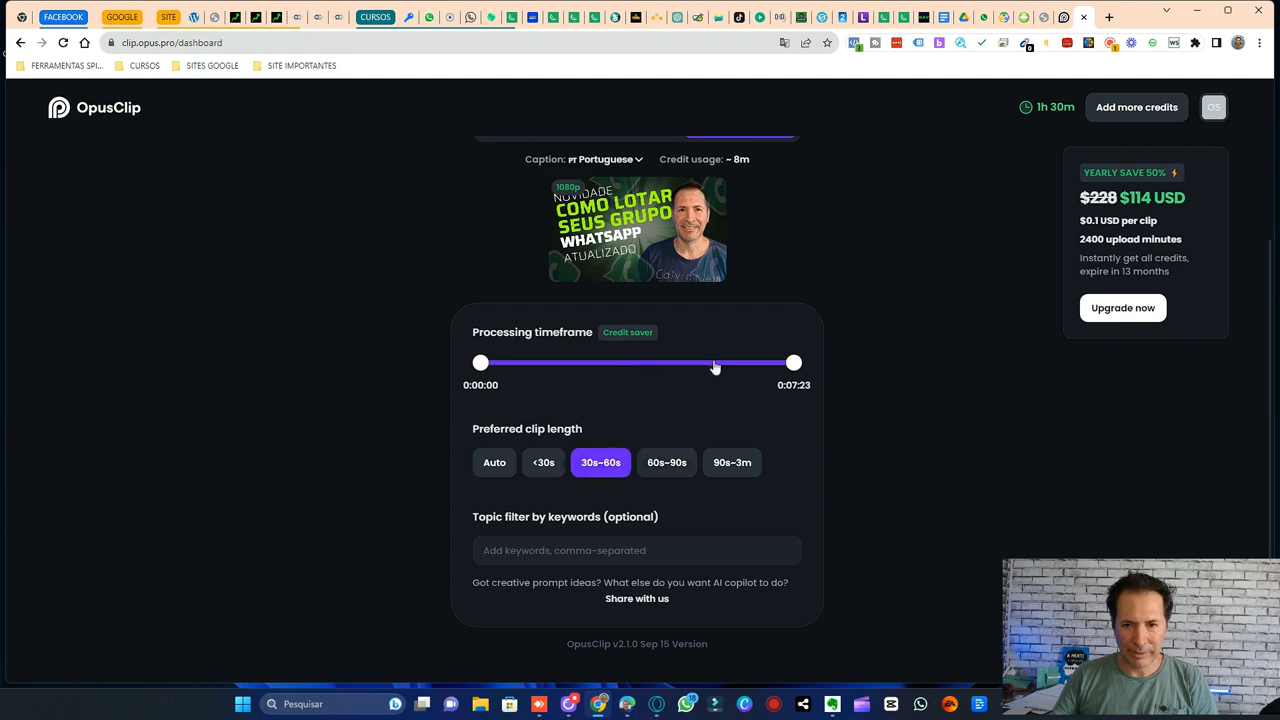 FACEBOOK
GOOGLE
SITE
CURSOS
clip.opus.pro/dashboard
FERRAMENTAS SPI...
CURSOS
SITES GOOGLE
SITE IMPORTANTES
OpusClip
1h 30m
Add more credits
OS
Caption: PT Portuguese
Credit usage: ~ 8m
1080p
NOVIDADE
COMO LOTAR
SEUS GRUPO
WHATSAPP
ATUALIZADO
YEARLY SAVE 50%
$228 $114 USD
$0.1 USD per clip
2400 upload minutes
Instantly get all credits,
expire in 13 months
Upgrade now
Processing timeframe
Credit saver
0:00:00
0:07:23
Preferred clip length
Auto
<30s
30s~60s
60s~90s
90s~3m
Topic filter by keywords (optional)
Add keywords, comma-separated
Got creative prompt ideas? What else do you want AI copilot to do?
Share with us
OpusClip v2.1.0 Sep 15 Version
Pesquisar
18